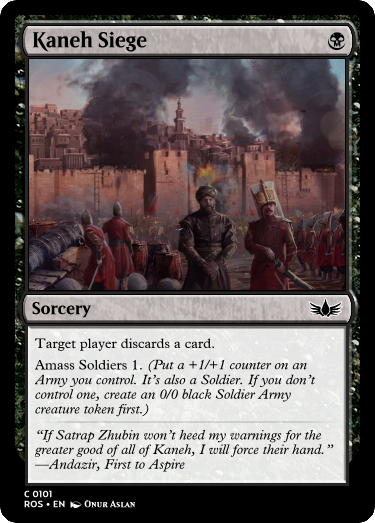 Kaneh Siege
Sorcery
Target player discards a card.
Amass Soldiers 1. (Put a +1/+1 counter on an
Army you control. It's also a Soldier. If you don't
control one, create an 0/0 black Soldier Army
creature token first.)
"If Satrap Zhubin won't heed my warnings for the
greater good of all of Kaneh, I will force their hand."
—Andazir, First to Aspire
C 0101
ROS • EN Onur Aslan